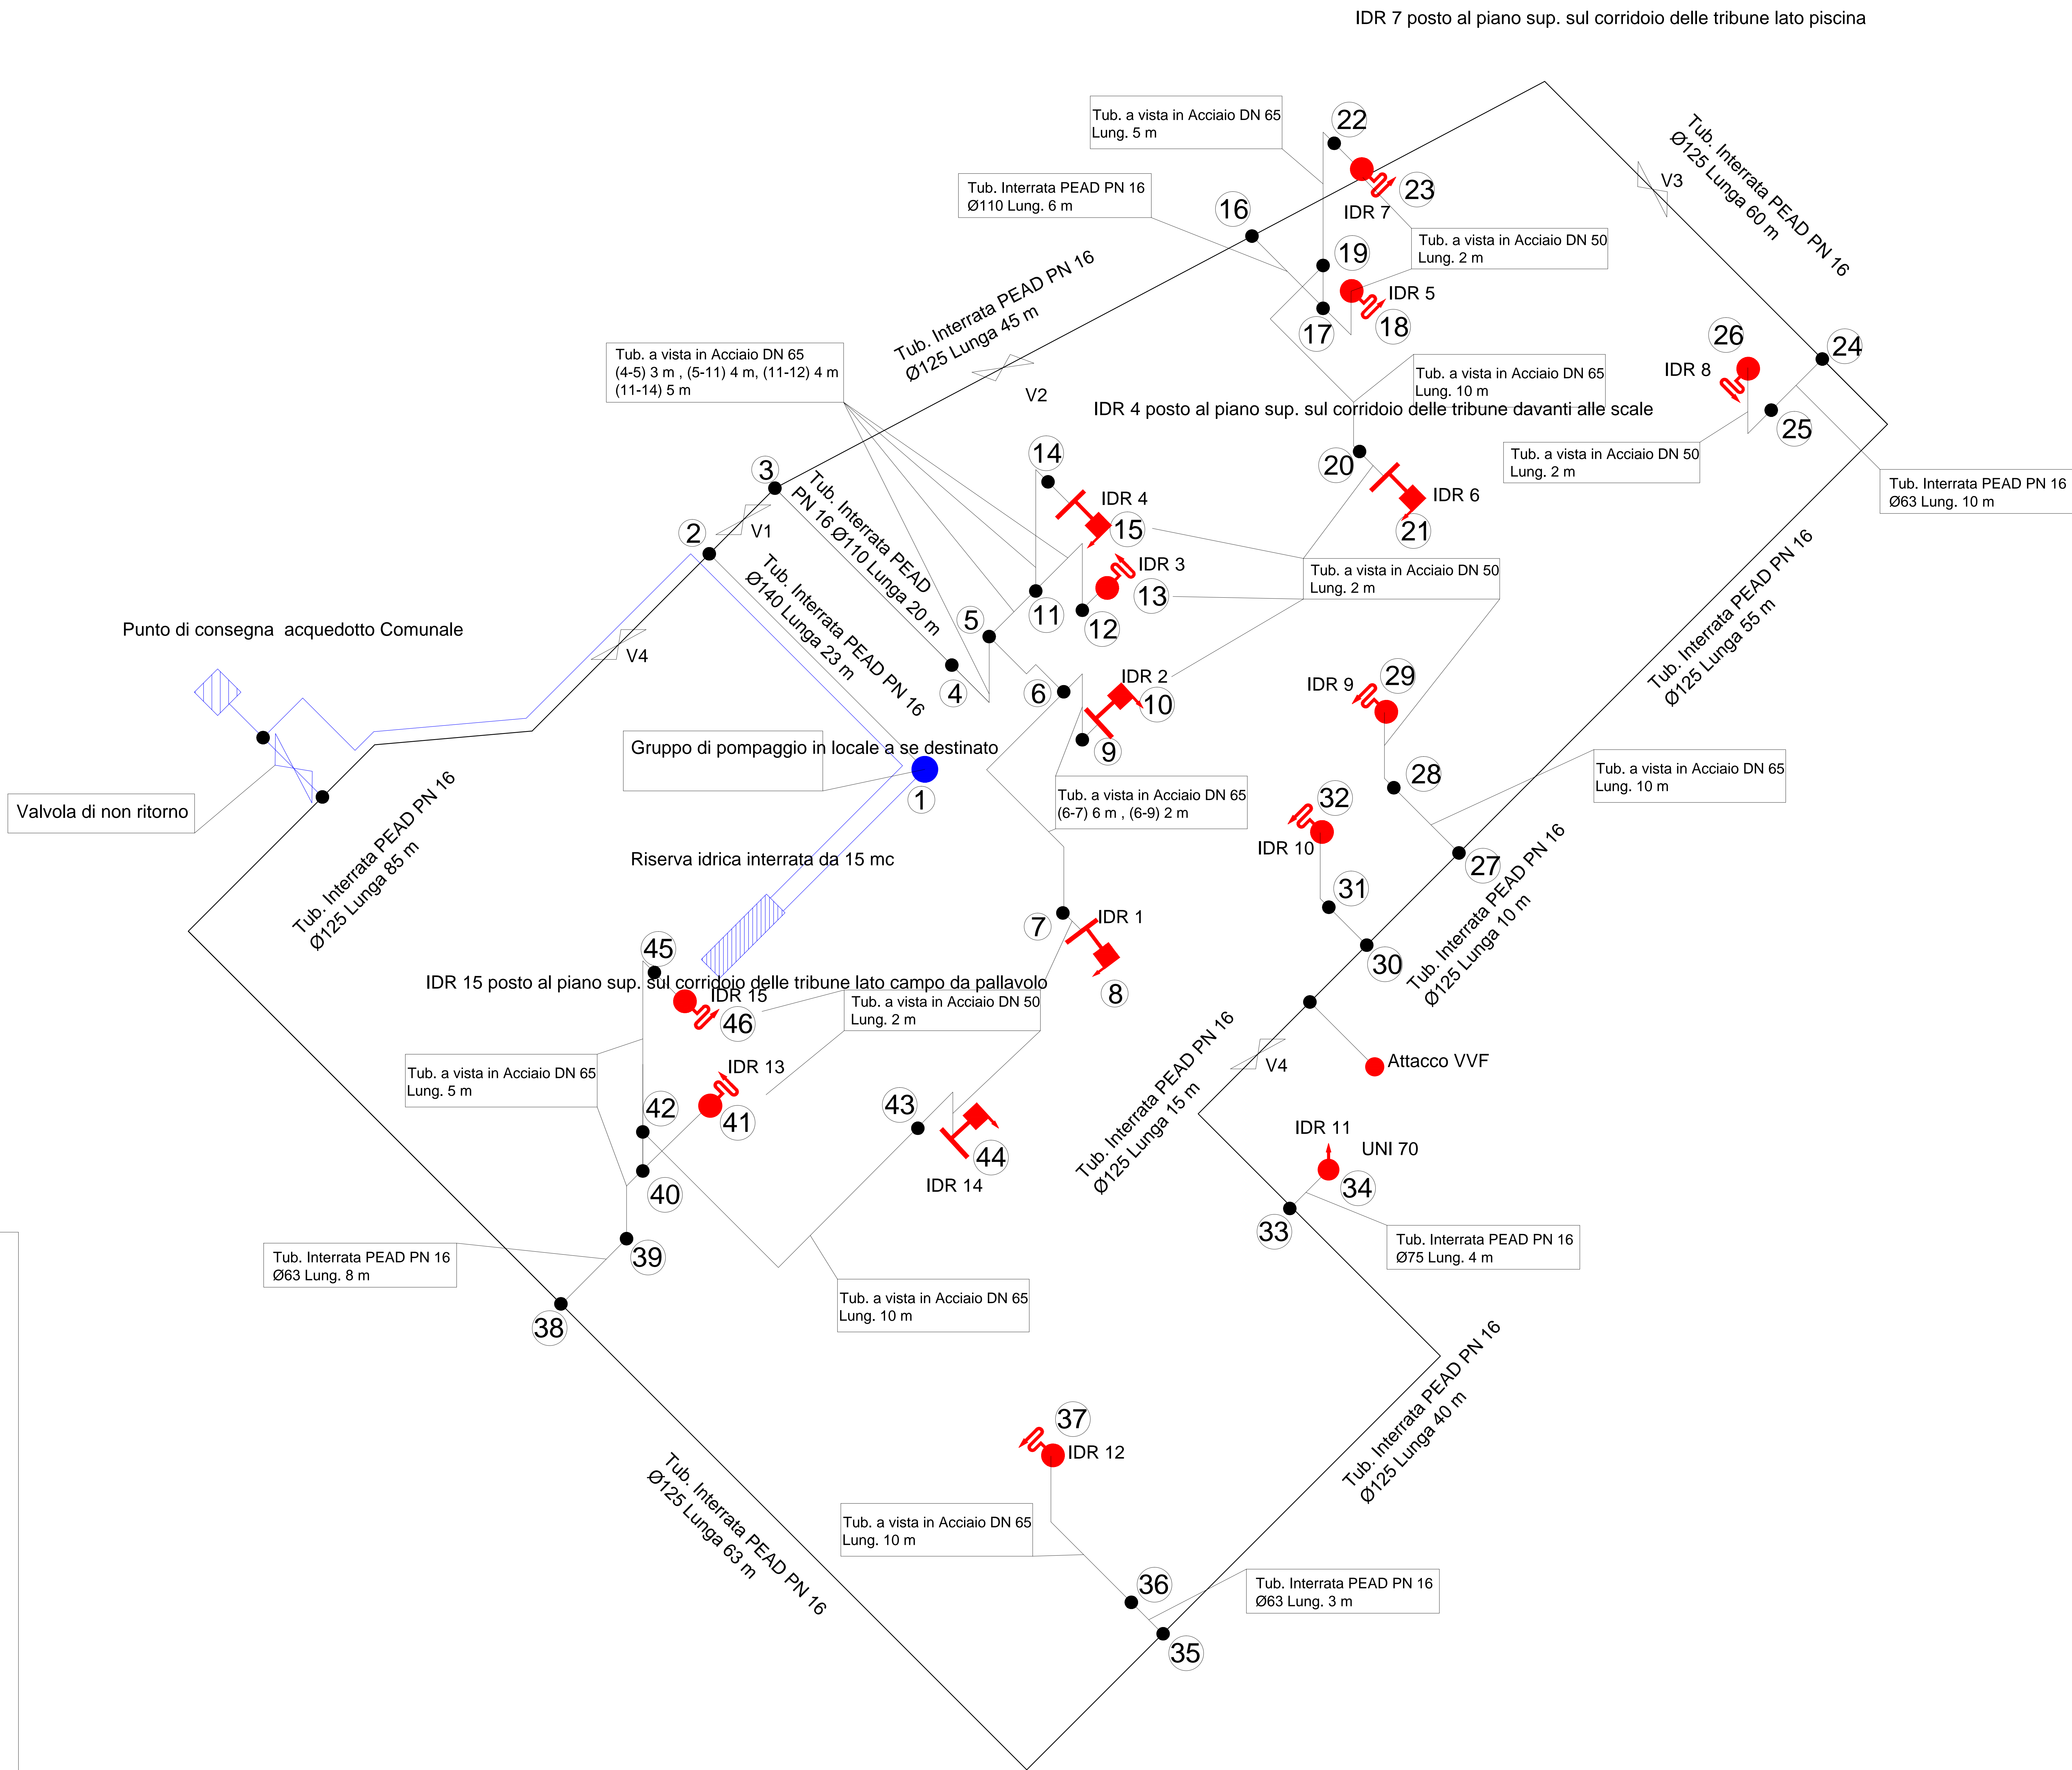 IDR 7 posto al piano sup. sul corridoio delle tribune lato piscina
Tub. a vista in Acciaio DN 65
Lung. 5 m
22
Tub. Interrata PEAD PN 16
Ø125 Lunga 60 m
V3
Tub. Interrata PEAD PN 16
Ø110 Lung. 6 m
23
IDR 7
16
Tub. a vista in Acciaio DN 50
Lung. 2 m
19
IDR 5
18
17
Tub. Interrata PEAD PN 16
Ø125 Lunga 45 m
V2
Tub. a vista in Acciaio DN 65
(4-5) 3 m , (5-11) 4 m, (11-12) 4 m
(11-14) 5 m
26
24
IDR 8
25
Tub. a vista in Acciaio DN 65
Lung. 10 m
IDR 4 posto al piano sup. sul corridoio delle tribune davanti alle scale
Tub. a vista in Acciaio DN 50
Lung. 2 m
Tub. Interrata PEAD PN 16
Ø63 Lung. 10 m
14
20
IDR 6
21
3
IDR 4
15
2
V1
Tub. Interrata PEAD
PN 16 Ø110 Lunga 20 m
Tub. Interrata PEAD PN 16
Ø140 Lunga 23 m
IDR 3
13
Tub. a vista in Acciaio DN 50
Lung. 2 m
Tub. Interrata PEAD PN 16
Ø125 Lunga 55 m
11
12
5
Punto di consegna  acquedotto Comunale
V4
4
6
IDR 2
10
9
IDR 9
29
Gruppo di pompaggio in locale a se destinato
1
28
Tub. a vista in Acciaio DN 65
Lung. 10 m
Valvola di non ritorno
Tub. a vista in Acciaio DN 65
(6-7) 6 m , (6-9) 2 m
32
IDR 10
27
Riserva idrica interrata da 15 mc
Tub. Interrata PEAD PN 16
Ø125 Lunga 85 m
31
Tub. Interrata PEAD PN 16
Ø125 Lunga 10 m
7
IDR 1
8
30
45
IDR 15 posto al piano sup. sul corridoio delle tribune lato campo da pallavolo
IDR 15
46
Tub. a vista in Acciaio DN 50
Lung. 2 m
Tub. Interrata PEAD PN 16
Ø125 Lunga 15 m
V4
Attacco VVF
Tub. a vista in Acciaio DN 65
Lung. 5 m
IDR 13
41
42
43
44
IDR 14
IDR 11
UNI 70
34
40
33
39
Tub. Interrata PEAD PN 16
Ø63 Lung. 8 m
Tub. Interrata PEAD PN 16
Ø75 Lung. 4 m
38
Tub. a vista in Acciaio DN 65
Lung. 10 m
Tub. Interrata PEAD PN 16
Ø125 Lunga 40 m
37
IDR 12
Tub. Interrata PEAD PN 16
Ø125 Lunga 63 m
Tub. a vista in Acciaio DN 65
Lung. 10 m
36
Tub. Interrata PEAD PN 16
Ø63 Lung. 3 m
35